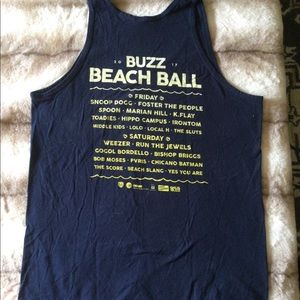 20 17
BUZZ
BEACH BALL
FRIDAY
SNOOP DOGG · FOSTER THE PEOPLE
SPOON · MARIAN HILL · K.FLAY
TOADIES · HIPPO CAMPUS · IRONTOM
MIDDLE KIDS · LO LO · LOCAL H · THE SLUTS
SATURDAY
WEEZER · RUN THE JEWELS
GOGOL BORDELLO · BISHOP BRIGGS
BOB MOSES · PVRIS · CHICANO BATMAN
THE SCORE · BEACH SLANG · YES YOU ARE